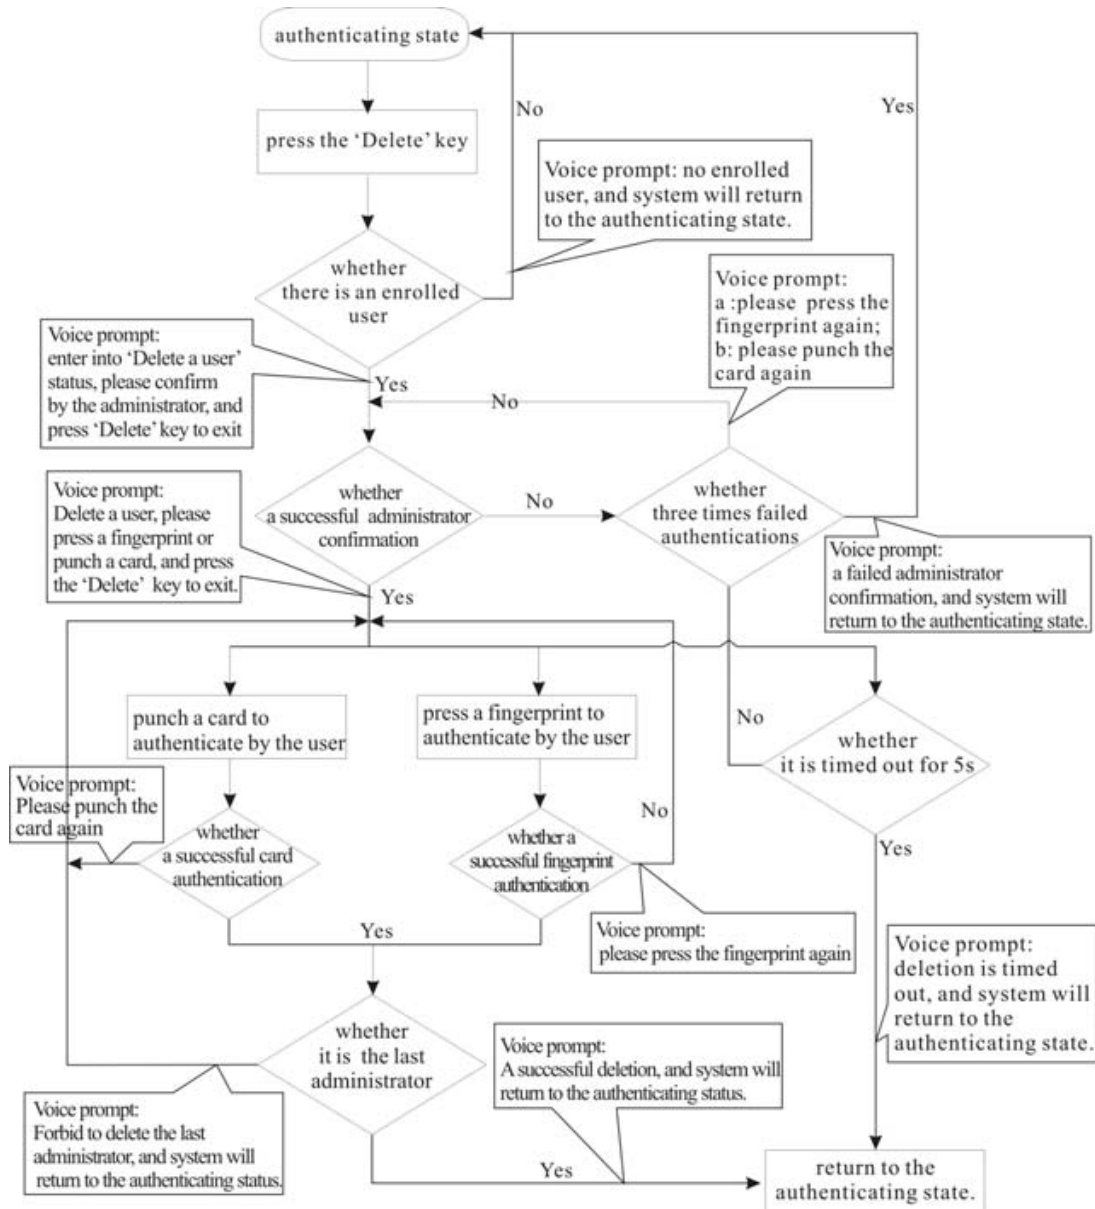 authenticating state
No
Yes
press the ‘Delete’ key
Voice prompt: no enrolled
user, and system will return
to the authenticating state.
whether
there is an enrolled
user
Voice prompt:
a :please press the
fingerprint again;
b: please punch the
card again
Voice prompt:
enter into ‘Delete a user’
status, please confirm
by the administrator, and
press ‘Delete’ key to exit
Yes
No
Voice prompt:
Delete a user, please
press a fingerprint or
punch a card, and press
the ‘Delete’ key to exit.
whether
a successful administrator
confirmation
No
whether
three times failed
authentications
Voice prompt:
a failed administrator
confirmation, and system will
return to the authenticating state.
Yes
punch a card to
authenticate by the user
press a fingerprint to
authenticate by the user
No
whether
it is timed out for 5s
Voice prompt:
Please punch the
card again
whether
a successful card
authentication
whether a
successful fingerprint
authentication
No
Yes
Yes
Voice prompt:
please press the fingerprint again
Voice prompt:
deletion is timed
out, and system will
return to the
authenticating state.
whether
it is the last
administrator
Voice prompt:
A successful deletion, and system will
return to the authenticating status.
Voice prompt:
Forbid to delete the last
administrator, and system will
return to the authenticating status.
Yes
return to the
authenticating state.